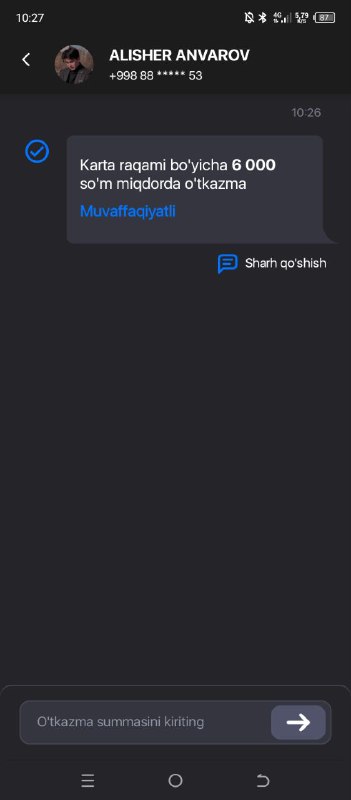 10:27
4G
5,79
K/S
87
ALISHER ANVAROV
+998 88 ***** 53
10:26
Karta raqami bo'yicha 6 000
so'm miqdorda o'tkazma
Muvaffaqiyatli
Sharh qo'shish
O'tkazma summasini kiriting